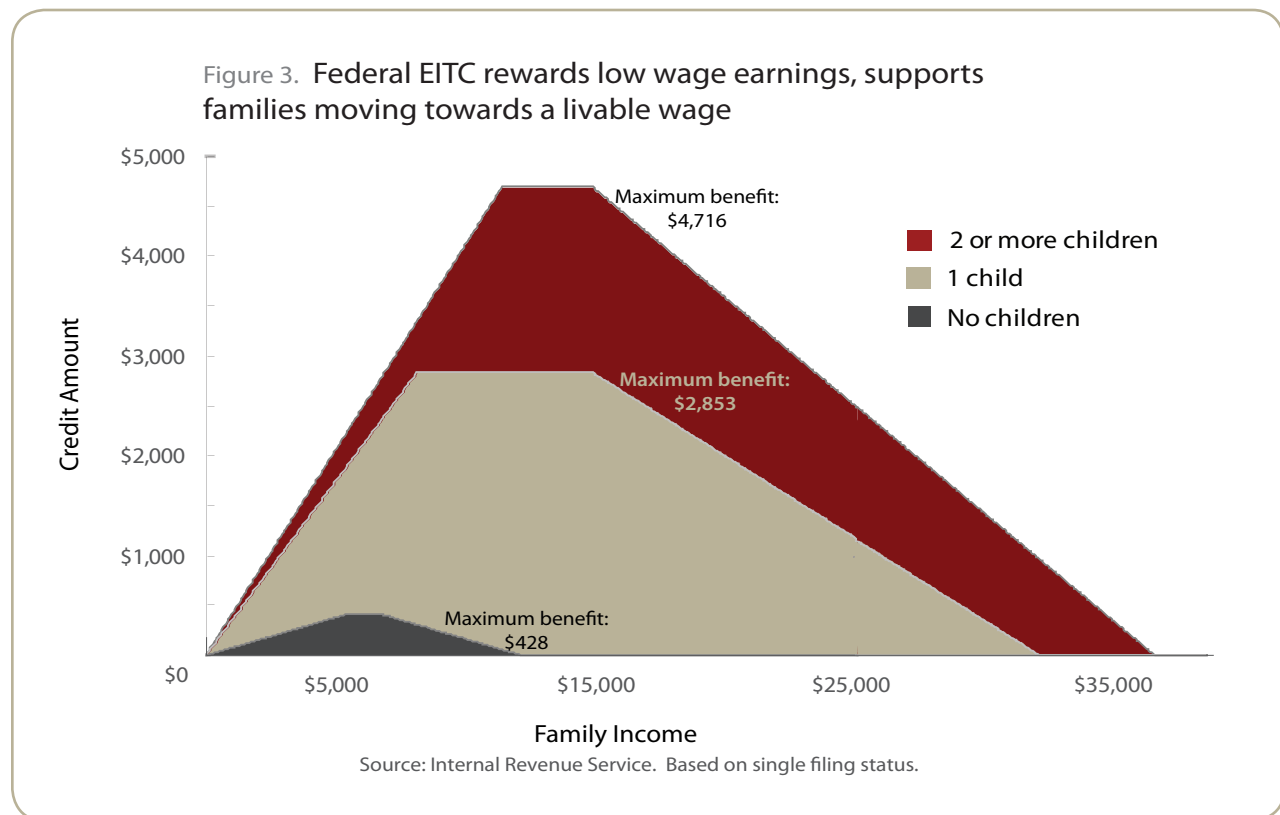 Figure 3. Federal EITC rewards low wage earnings, supports
families moving towards a livable wage
$5,000
$4,000
$3,000
$2,000
$1,000
$0
Credit Amount
Maximum benefit:
$4,716
Maximum benefit:
$2,853
Maximum benefit:
$428
2 or more children
1 child
No children
$5,000
$15,000
$25,000
$35,000
Family Income
Source: Internal Revenue Service. Based on single filing status.